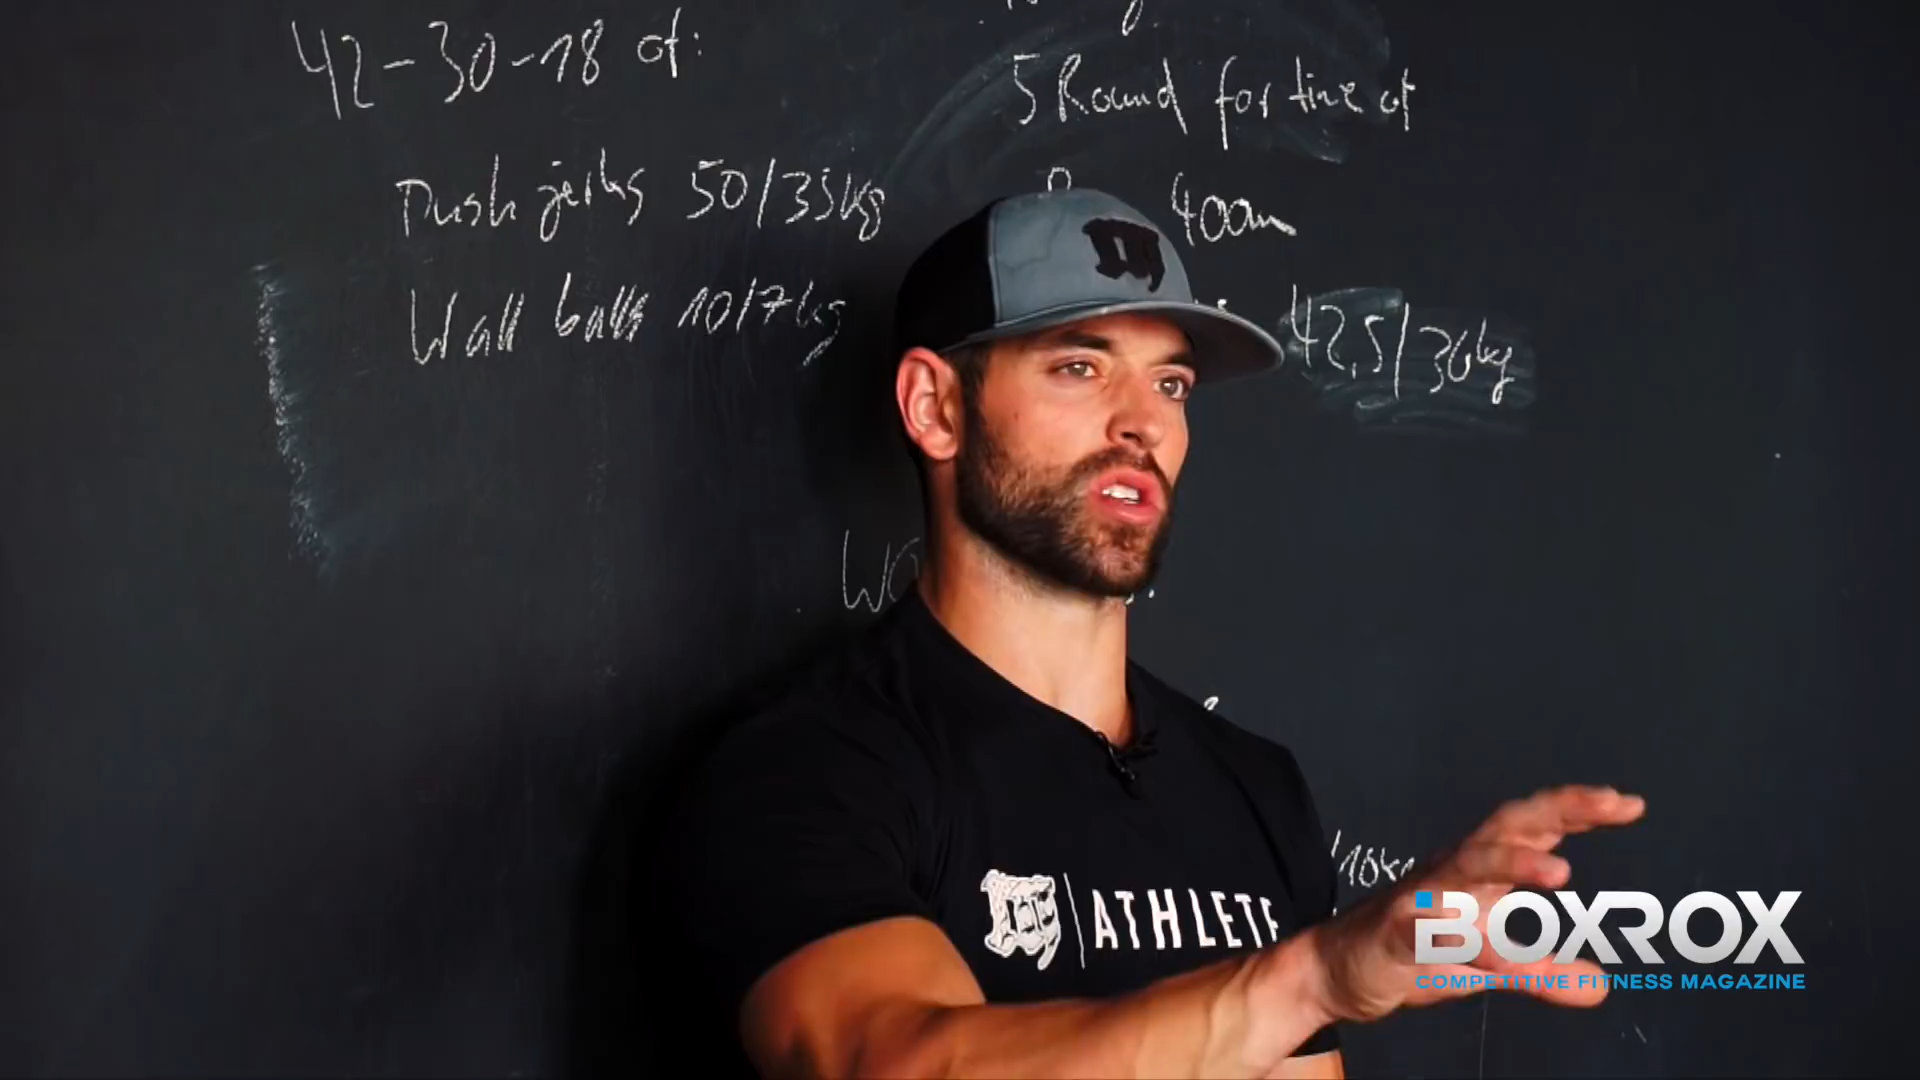 42-30-18 of:
Push jerks 50/35kg
Wall balls 10/7kg
5 Round for time of
400m
42,5/30kg
ATHLETE
BOXROX
COMPETITIVE FITNESS MAGAZINE